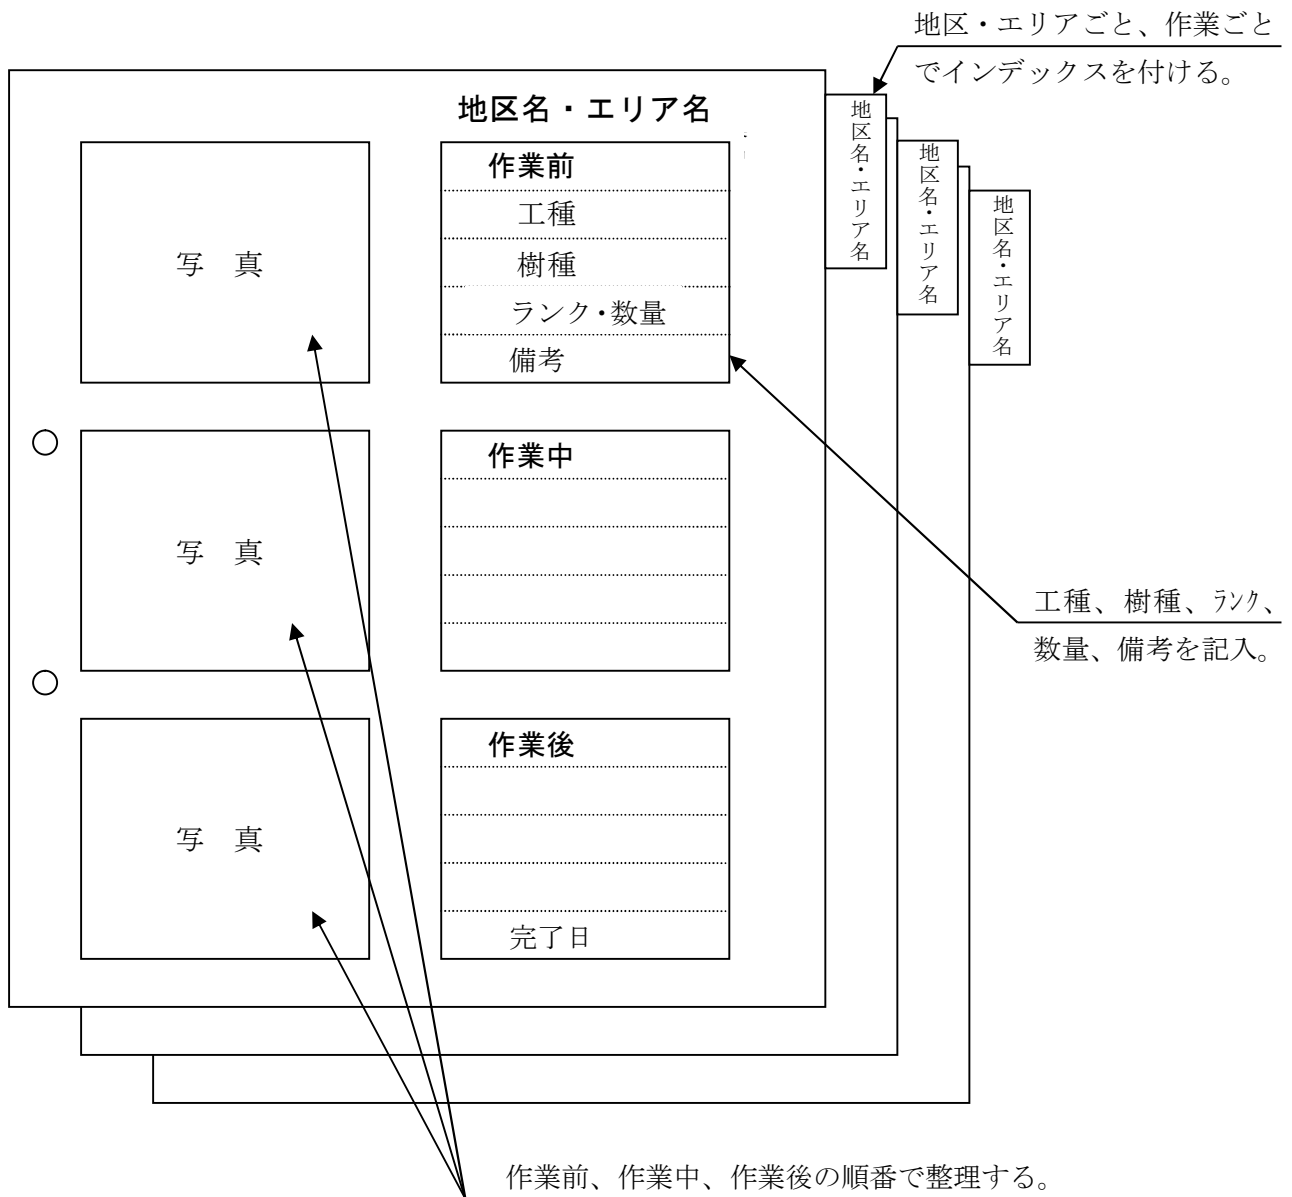 地区・エリアごと、作業ごと
でインデックスを付ける。
地区名・エリア名
地区名・エリア名
地区名・エリア名
地区名・エリア名
写　真
作業前
工種
樹種
ランク・数量
備考
写　真
作業中
工種、樹種、ﾗﾝｸ、
数量、備考を記入。
写　真
作業後
完了日
作業前、作業中、作業後の順番で整理する。